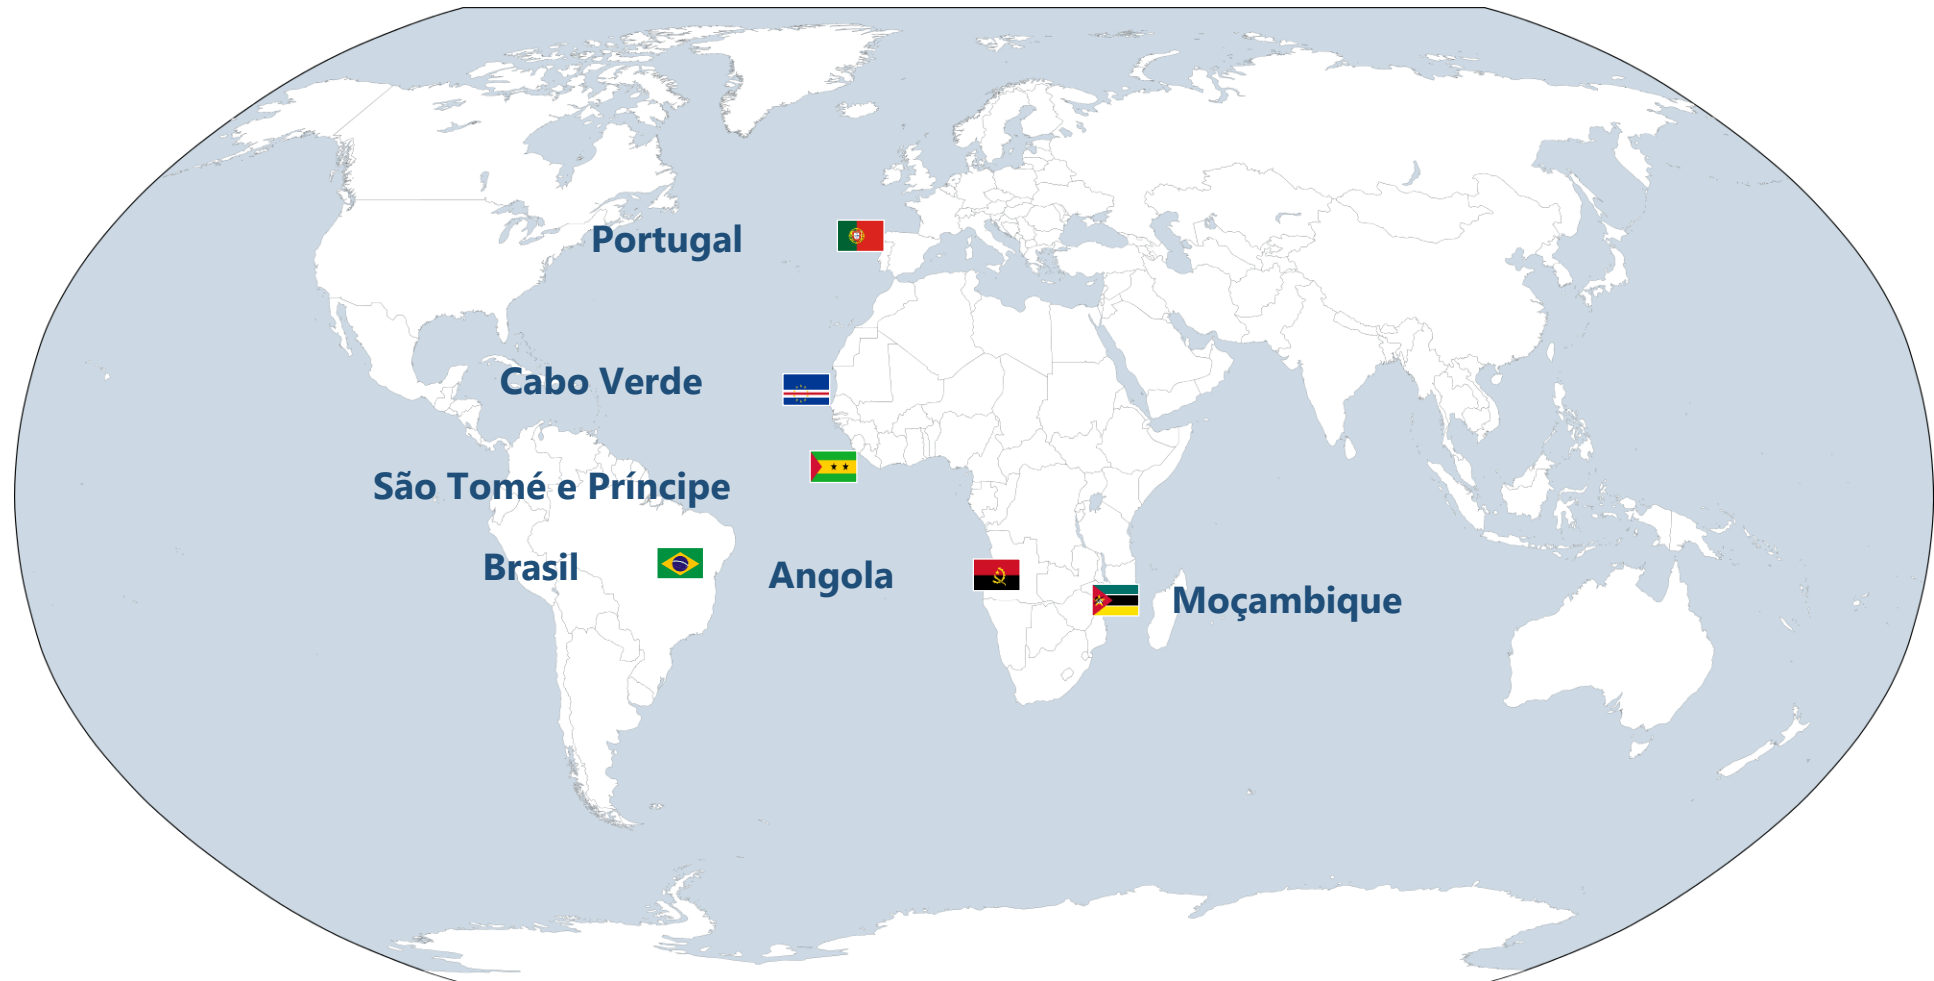 Portugal
Cabo Verde
São Tomé e Príncipe
Brasil
Angola
Moçambique